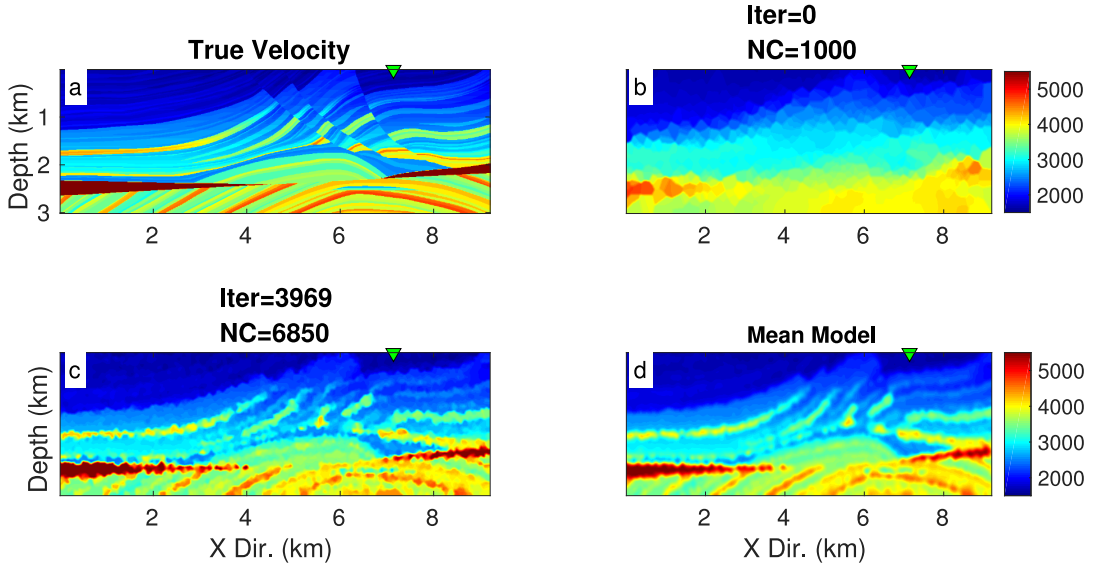 True Velocity
a
Depth (km)
1
2
3
2
4
6
8
Iter=0
NC=1000
b
2
4
6
8
5000
4000
3000
2000
Iter=3969
NC=6850
c
Depth (km)
2
4
6
8
X Dir. (km)
Mean Model
d
2
4
6
8
X Dir. (km)
5000
4000
3000
2000